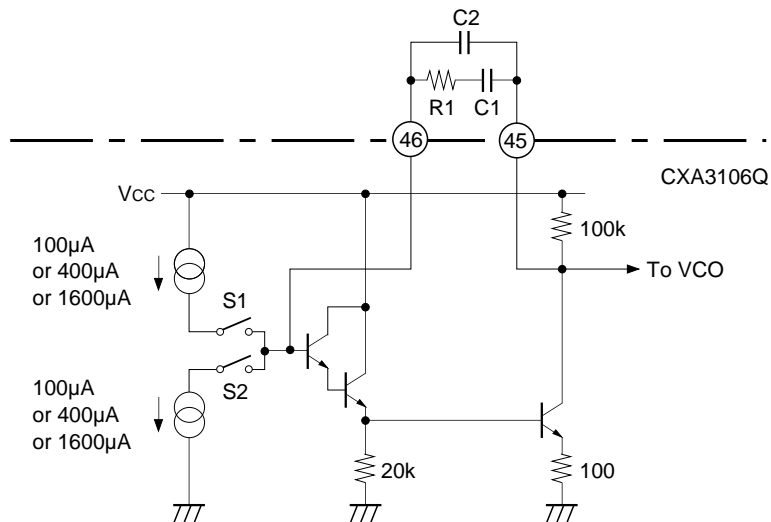 C2
R1
C1
46
45
CXA3106Q
VCC
100k
100µA
or 400µA
or 1600µA
To VCO
S1
S2
100µA
or 400µA
or 1600µA
20k
100